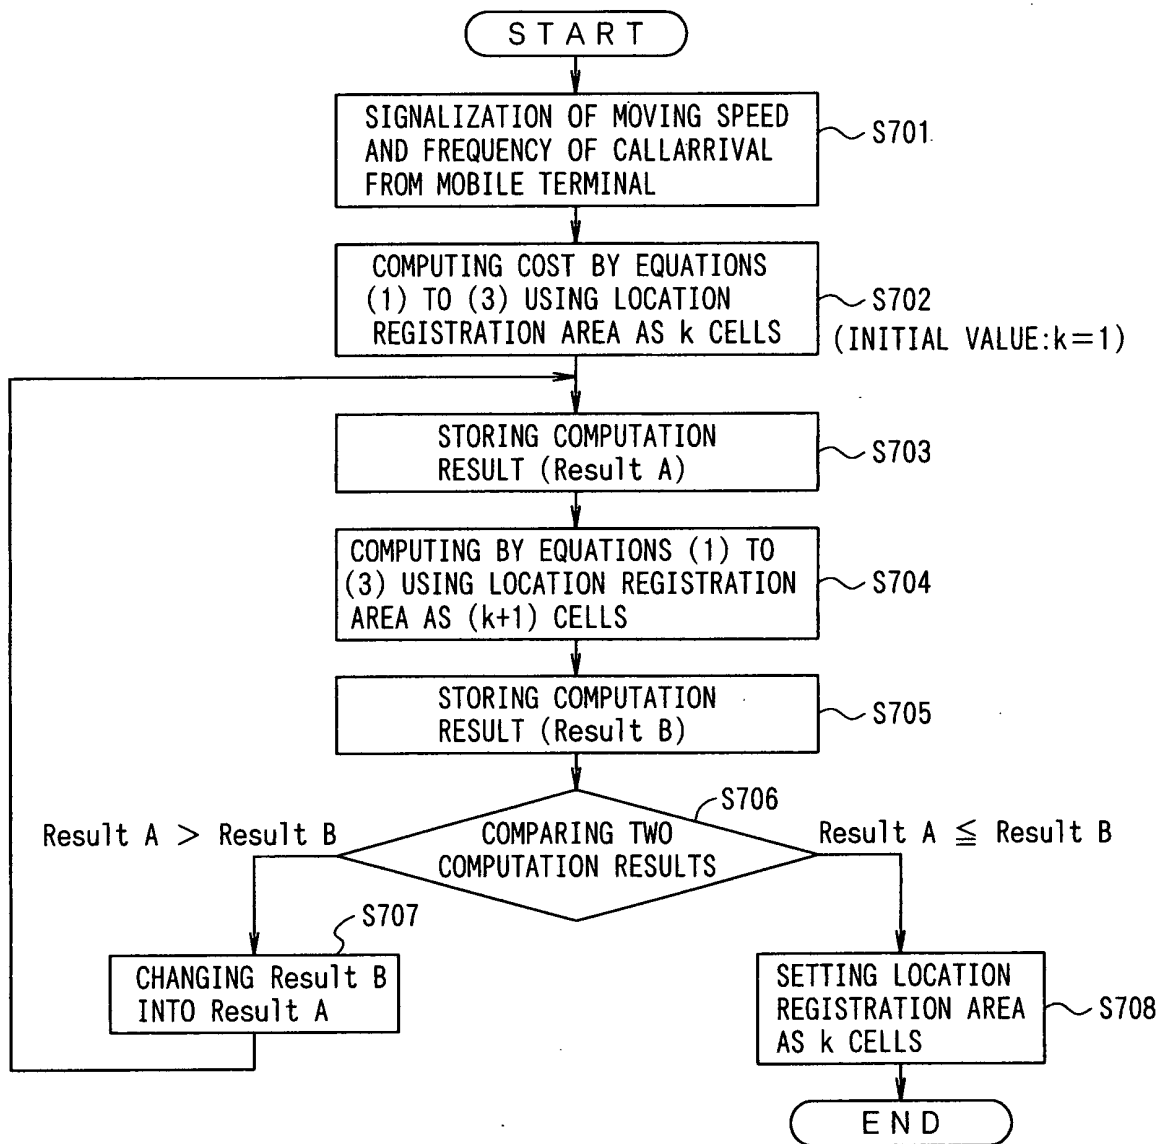 START
SIGNALIZATION OF MOVING SPEED
AND FREQUENCY OF CALLARRIVAL
FROM MOBILE TERMINAL
S701
COMPUTING COST BY EQUATIONS
(1) TO (3) USING LOCATION
REGISTRATION AREA AS k CELLS
S702
(INITIAL VALUE:k=1)
STORING COMPUTATION
RESULT (Result A)
S703
COMPUTING BY EQUATIONS (1) TO
(3) USING LOCATION REGISTRATION
AREA AS (k+1) CELLS
S704
STORING COMPUTATION
RESULT (Result B)
S705
S706
Result A > Result B
COMPARING TWO
COMPUTATION RESULTS
Result A ≦ Result B
S707
CHANGING Result B
INTO Result A
SETTING LOCATION
REGISTRATION AREA
AS k CELLS
S708
END